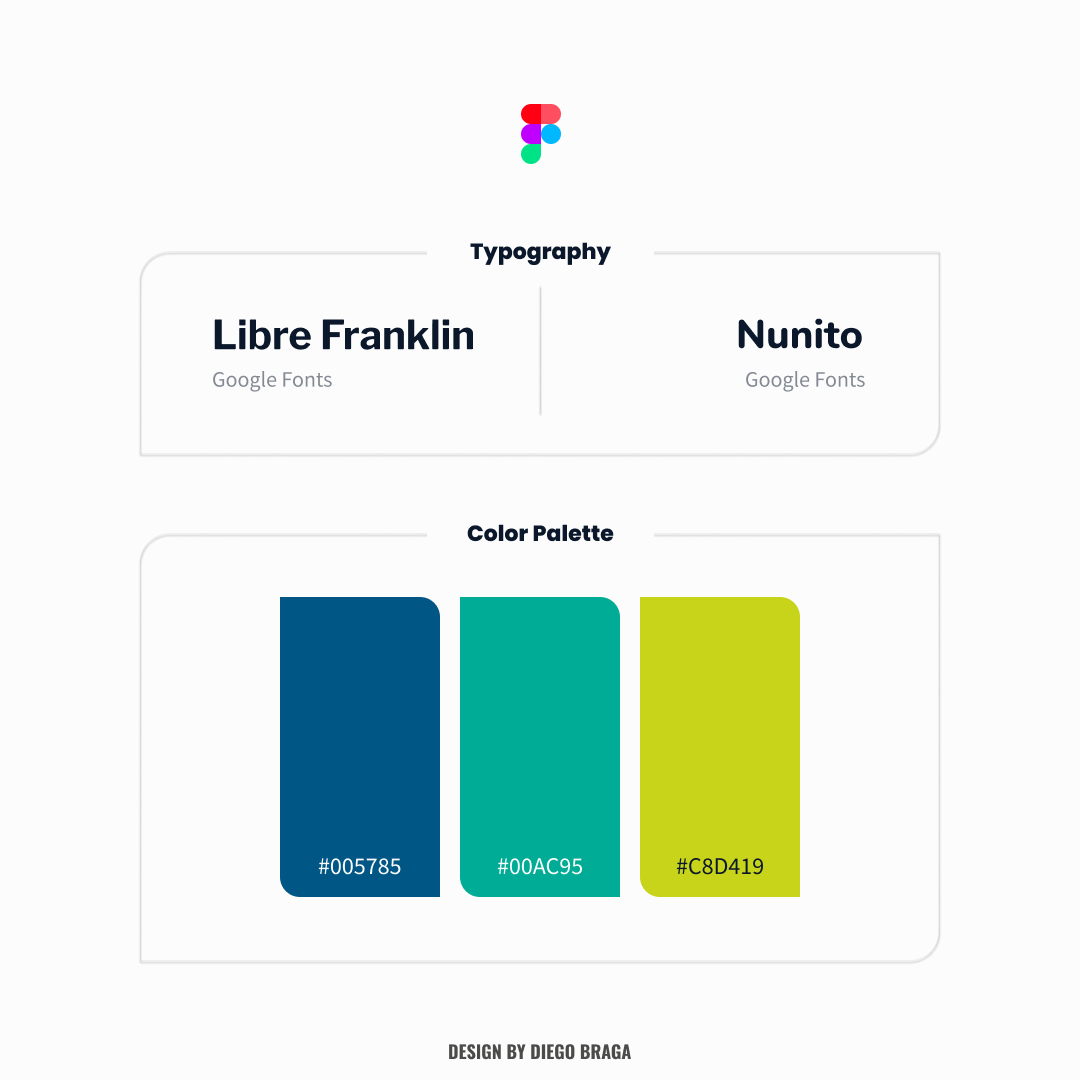 Typography
Libre Franklin
Google Fonts
Nunito
Google Fonts
Color Palette
#005785
#00AC95
#C8D419
DESIGN BY DIEGO BRAGA